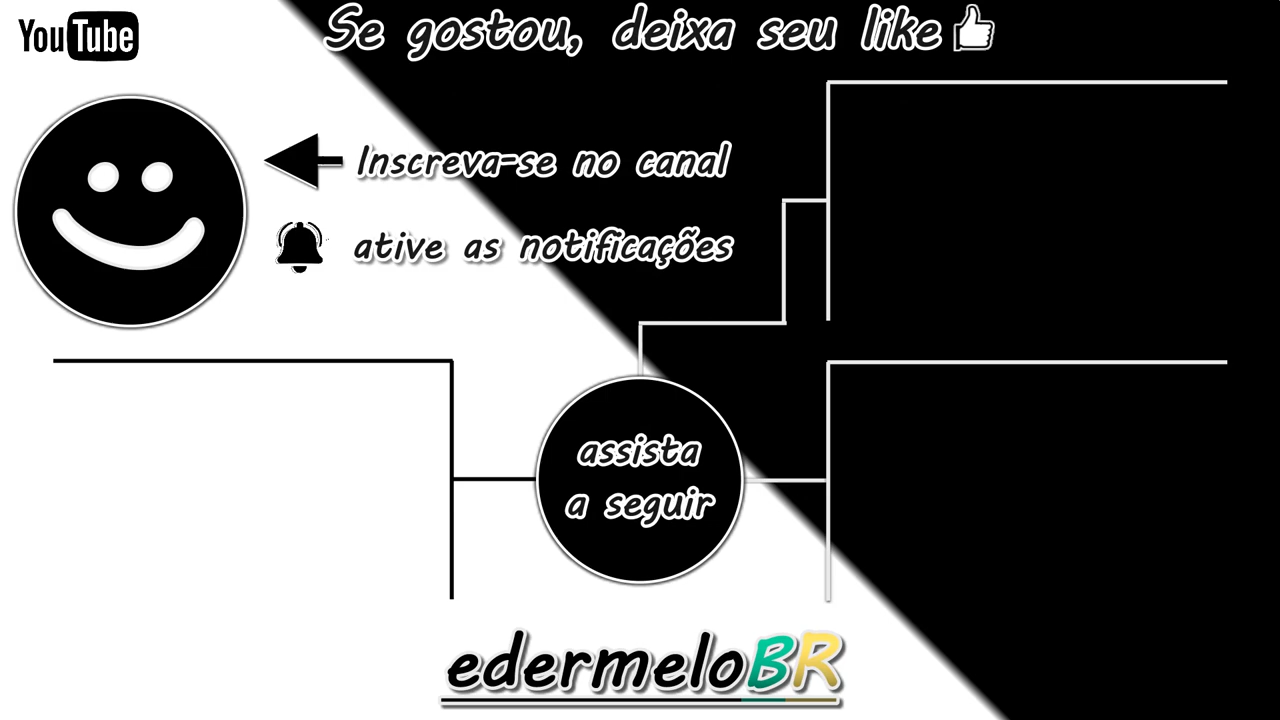 YouTube
Se gostou, deixa seu like
Inscreva-se no canal
ative as notificações
assista
a seguir
edermeloBR